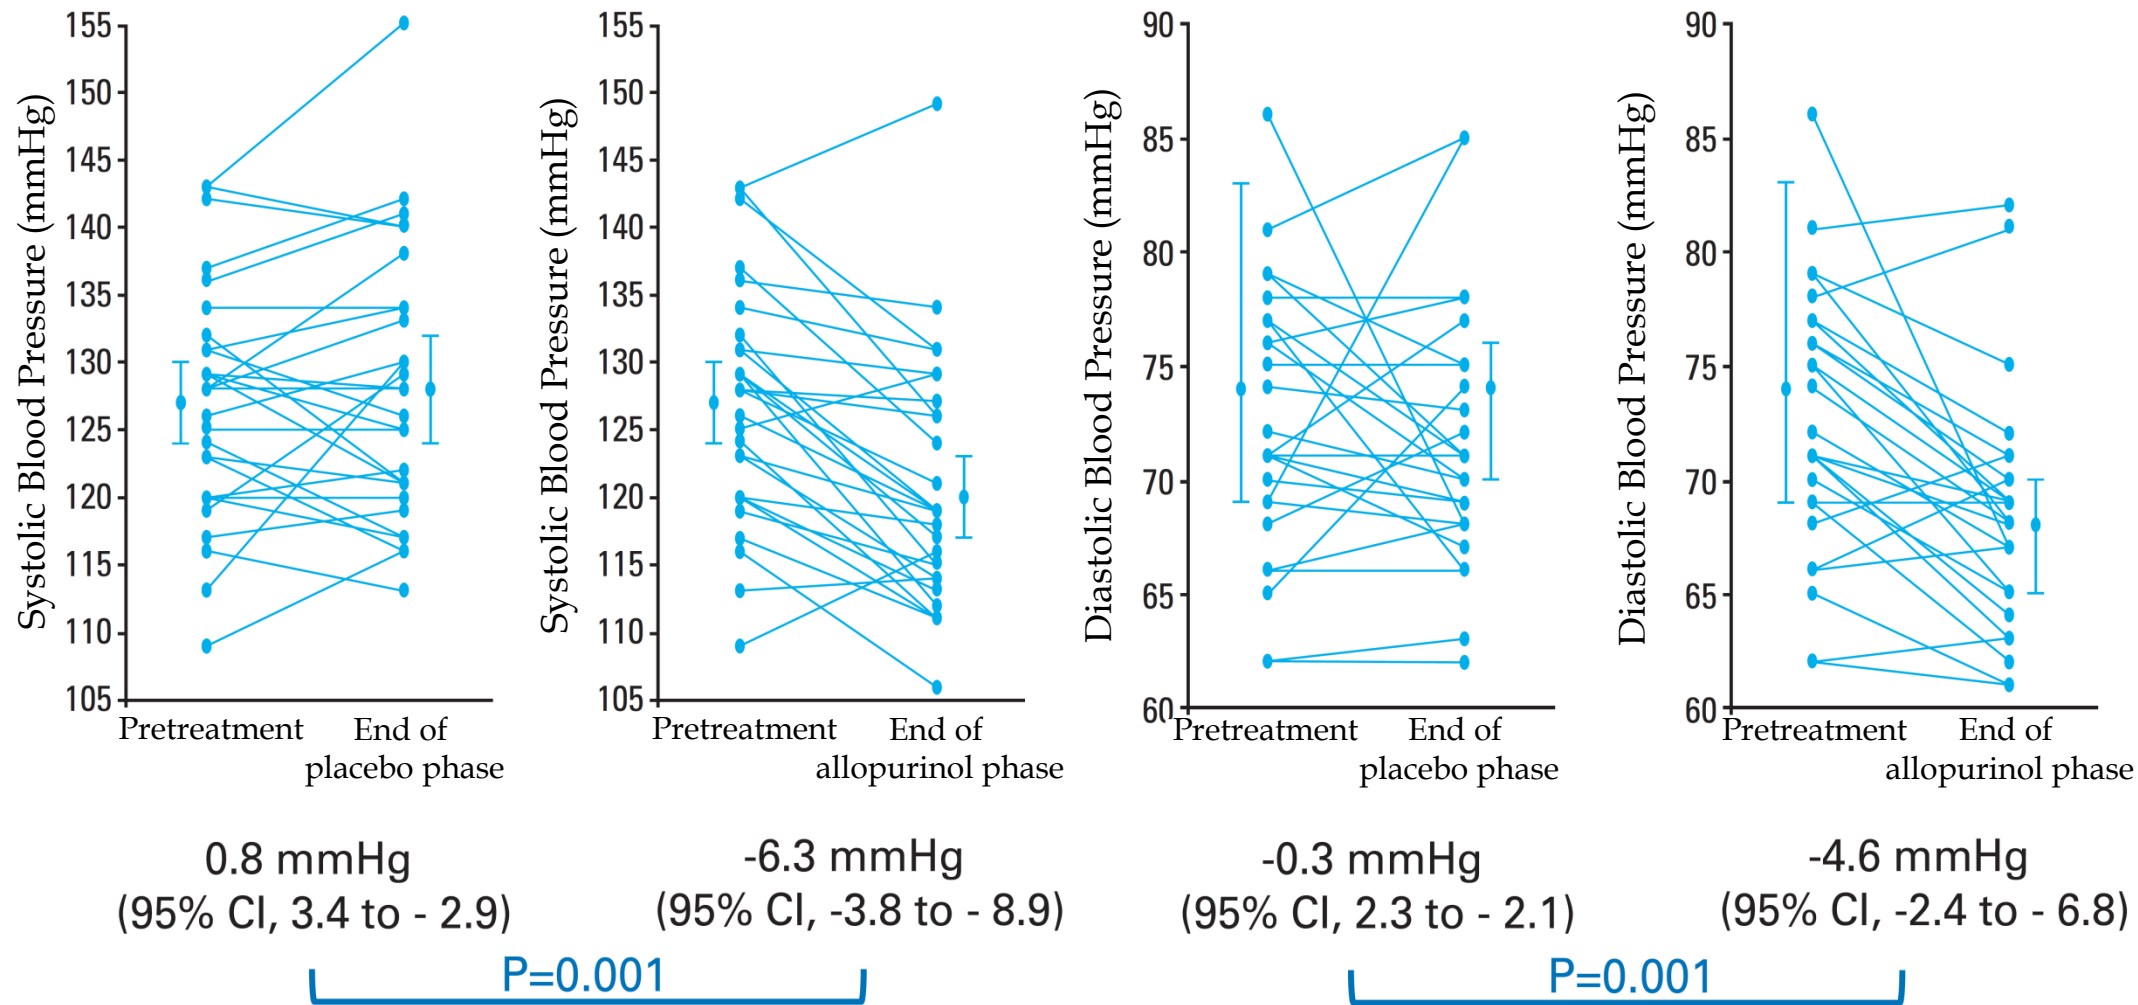 Systolic Blood Pressure (mmHg)
155
150
145
140
135
130
125
120
115
110
105
Pretreatment
End of
placebo phase
Systolic Blood Pressure (mmHg)
155
150
145
140
135
130
125
120
115
110
105
Pretreatment
End of
allopurinol phase
Diastolic Blood Pressure (mmHg)
90
85
80
75
70
65
60
Pretreatment
End of
placebo phase
Diastolic Blood Pressure (mmHg)
90
85
80
75
70
65
60
Pretreatment
End of
allopurinol phase
0.8 mmHg
(95% CI, 3.4 to - 2.9)
-6.3 mmHg
(95% CI, -3.8 to - 8.9)
-0.3 mmHg
(95% CI, 2.3 to - 2.1)
-4.6 mmHg
(95% CI, -2.4 to - 6.8)
P=0.001
P=0.001